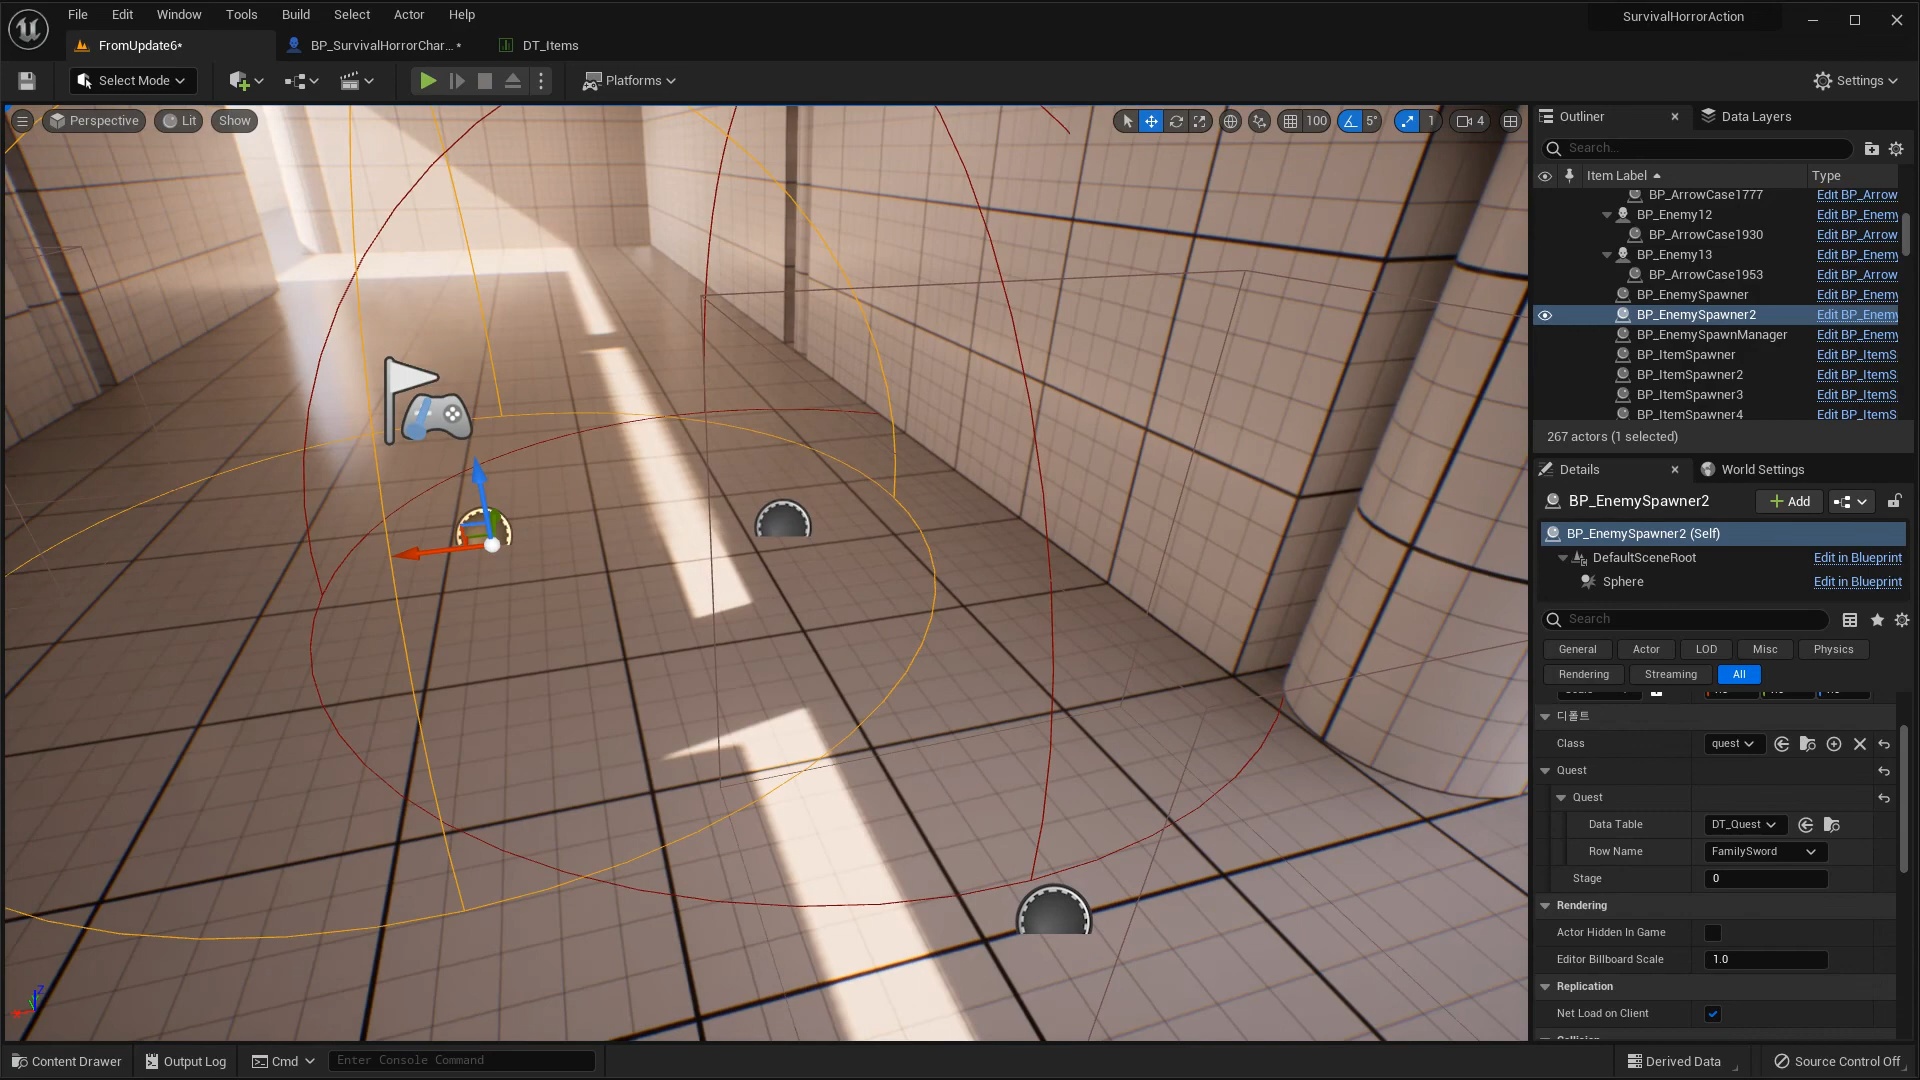 File Edit Window Tools Build Select Actor Help
SurvivalHorrorAction
FromUpdate6*
BP_SurvivalHorrorChar...*
DT_Items
Select Mode
Platforms
Settings
Perspective
Lit
Show
100
5°
1
4
Outliner
Data Layers
Search...
Item Label
Type
BP_ArrowCase1777 Edit BP_Arrow
BP_Enemy12 Edit BP_Enemy
BP_ArrowCase1930 Edit BP_Arrow
BP_Enemy13 Edit BP_Enemy
BP_ArrowCase1953 Edit BP_Arrow
BP_EnemySpawner Edit BP_Enemy
BP_EnemySpawner2 Edit BP_Enemy
BP_EnemySpawnManager Edit BP_Enemy
BP_ItemSpawner Edit BP_ItemS
BP_ItemSpawner2 Edit BP_ItemS
BP_ItemSpawner3 Edit BP_ItemS
BP_ItemSpawner4 Edit BP_ItemS
267 actors (1 selected)
Details
World Settings
BP_EnemySpawner2
Add
BP_EnemySpawner2 (Self)
DefaultSceneRoot Edit in Blueprint
Sphere Edit in Blueprint
Search
General Actor LOD Misc Physics
Rendering Streaming All
디폴트
Class quest
Quest
Quest
Data Table DT_Quest
Row Name FamilySword
Stage 0
Rendering
Actor Hidden In Game
Editor Billboard Scale 1.0
Replication
Net Load on Client
Z
Content Drawer
Output Log
Cmd
Enter Console Command
Derived Data
Source Control Off